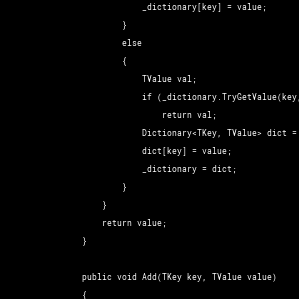 _dictionary[key] = value;
}
else
{
TValue val;
if (_dictionary.TryGetValue(key,
return val;
Dictionary<TKey, TValue> dict =
dict[key] = value;
_dictionary = dict;
}
}
return value;
}
public void Add(TKey key, TValue value)
{